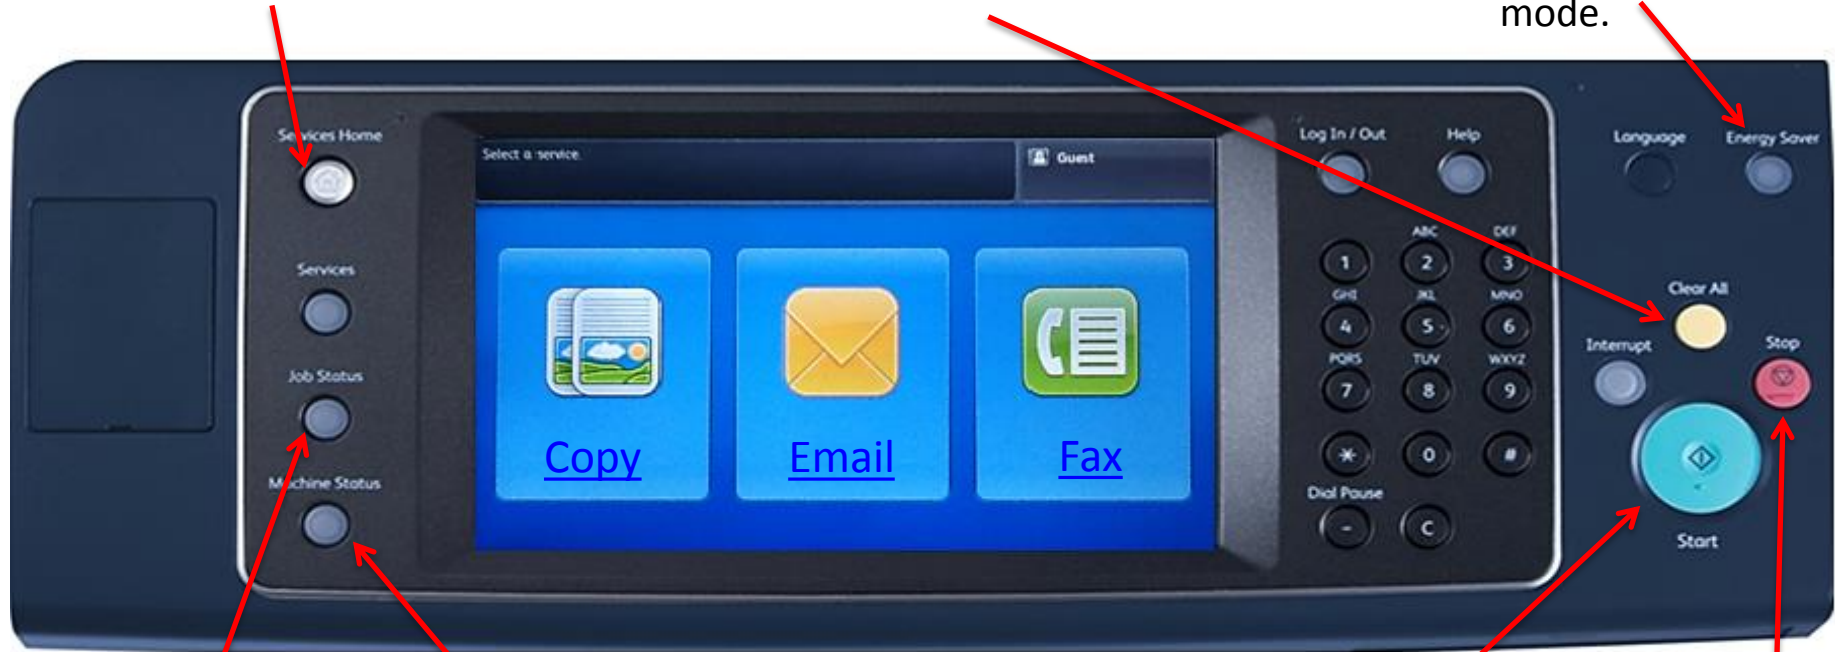 mode.
Services Home
Services
Job Status
Machine Status
Select a service.
Guest
Copy
Email
Fax
Log In / Out
Help
Language
Energy Saver
ABC
DEF
1
2
3
GHI
JKL
MNO
4
5
6
PQRS
TUV
WXYZ
7
8
9
*
0
#
Dial Pause
-
C
Clear All
Interrupt
Stop
Start